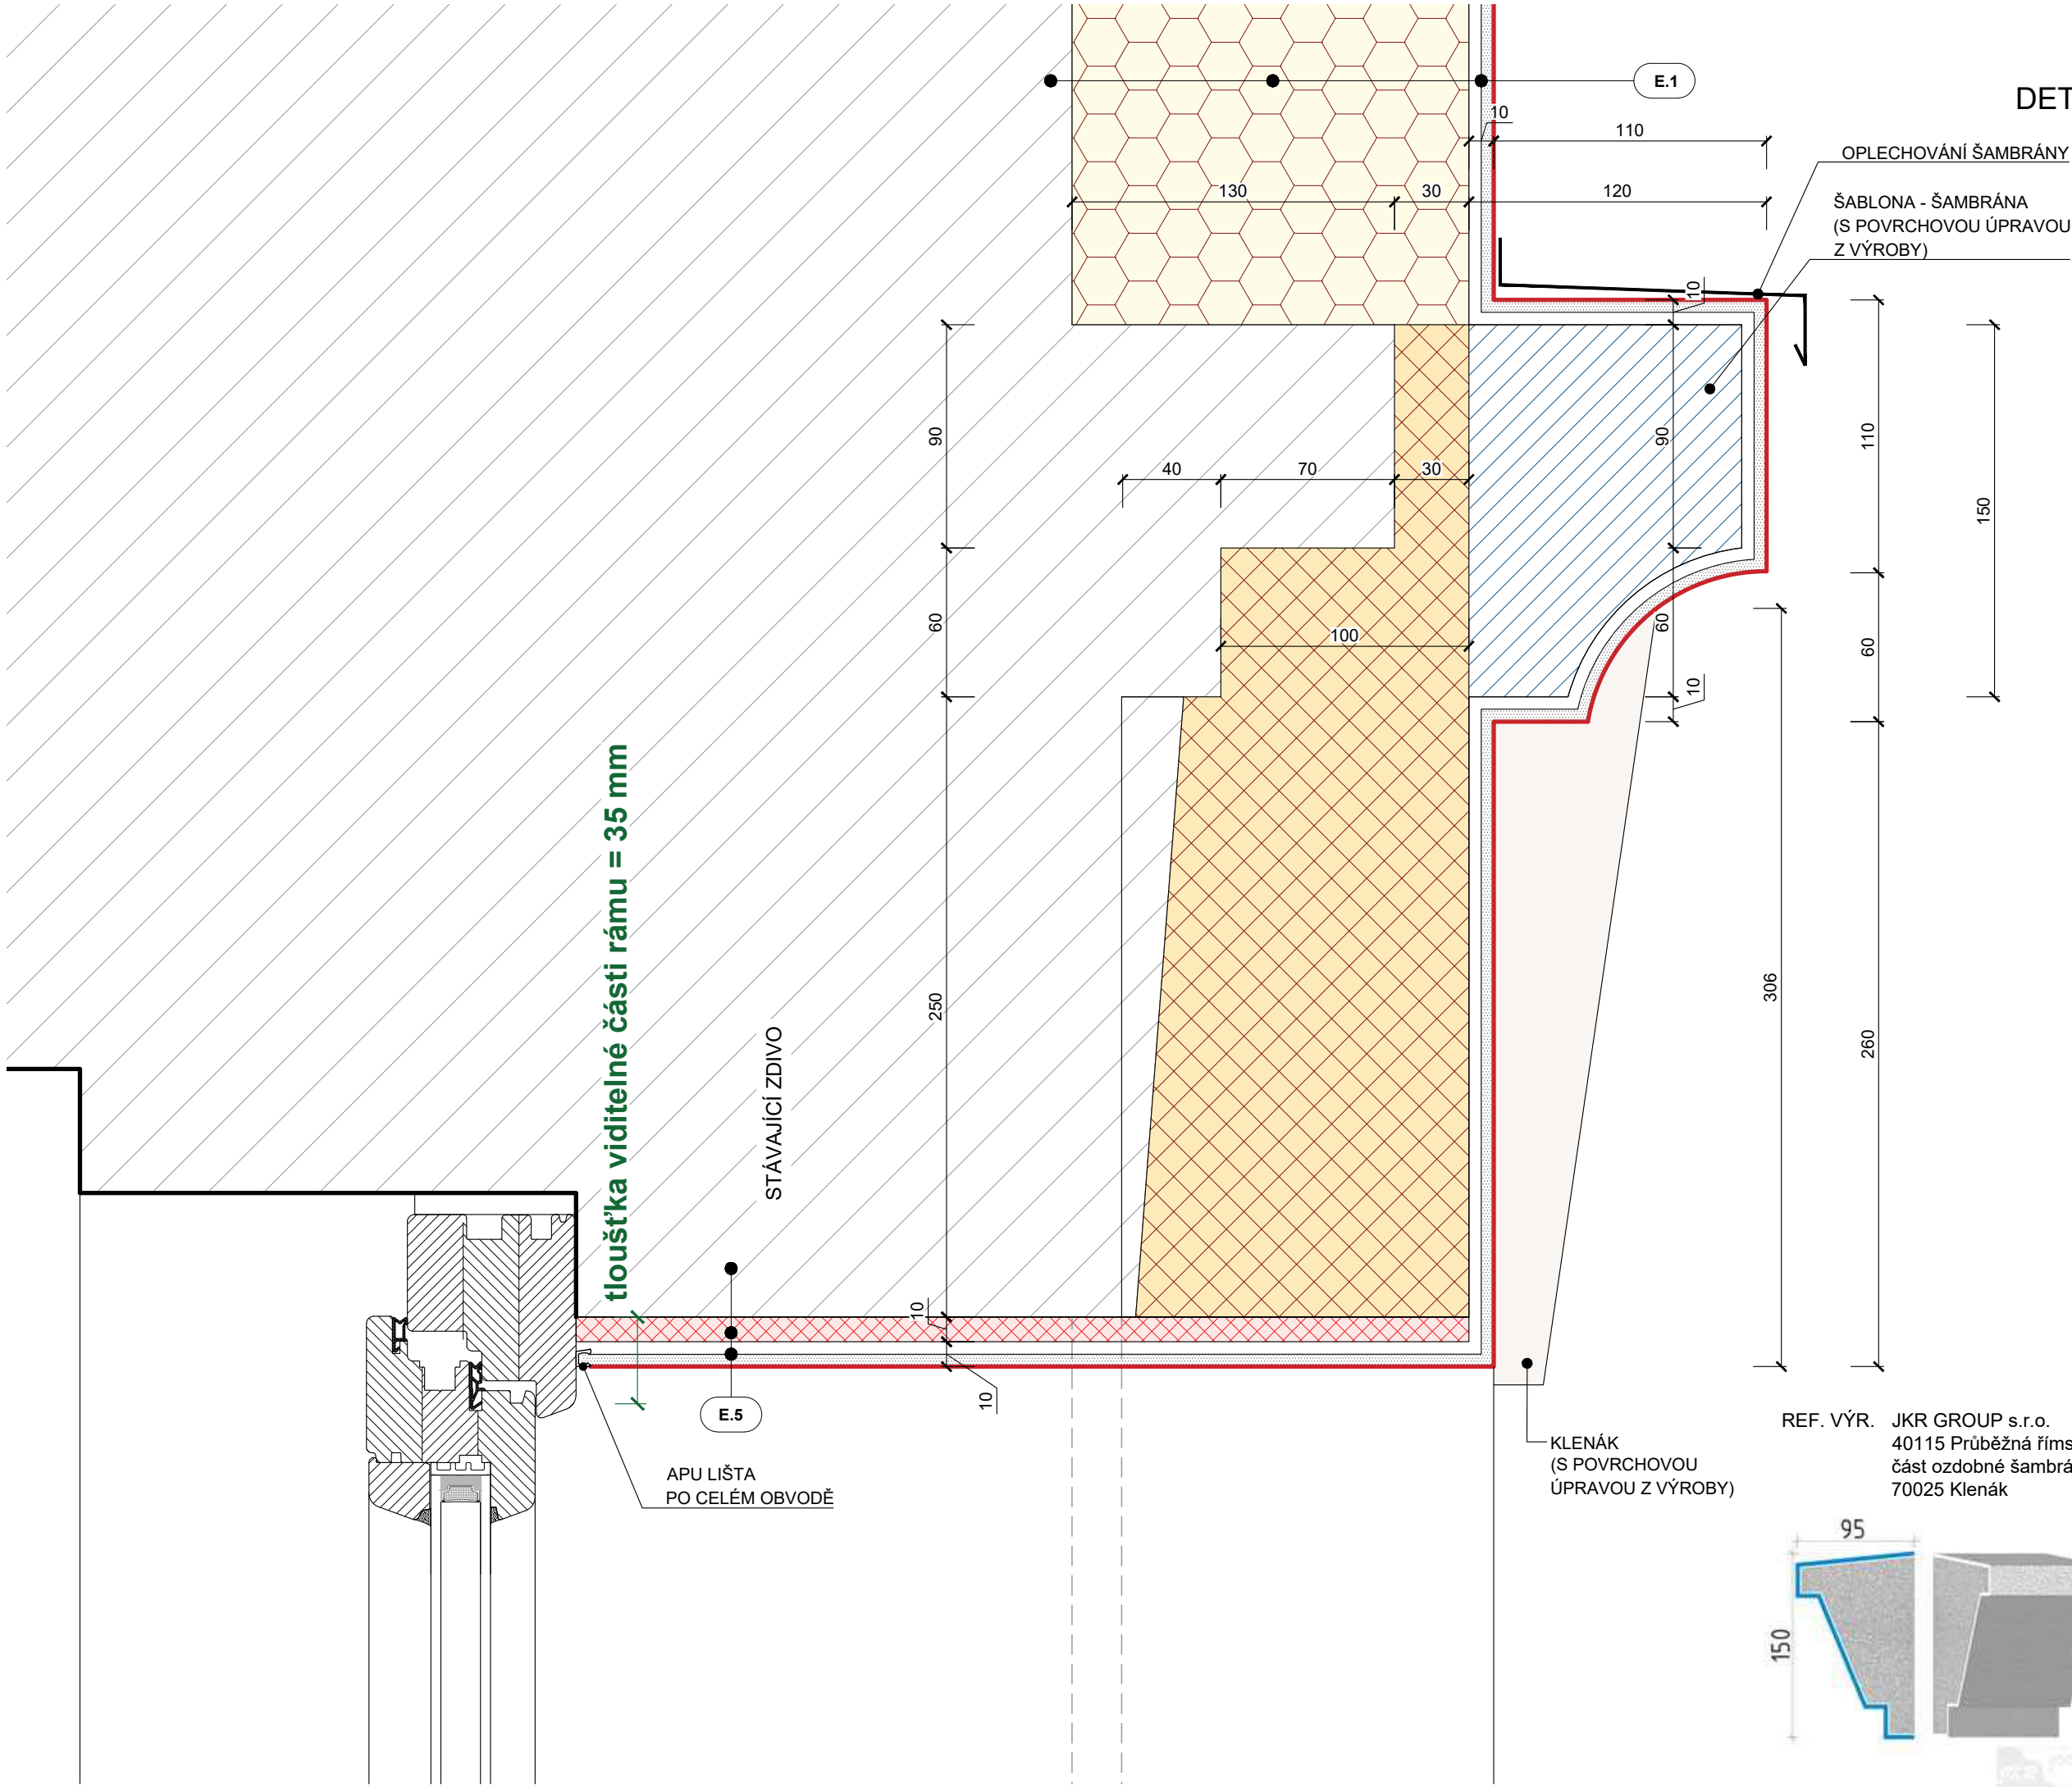 E.1
DET
10
110
OPLECHOVÁNÍ ŠAMBRÁNY
130
30
120
ŠABLONA - ŠAMBRÁNA
(S POVRCHOVOU ÚPRAVOU
Z VÝROBY)
10
90
40
70
30
90
110
150
60
100
60
60
10
tloušťka viditelné části rámu = 35 mm
STÁVAJÍCÍ ZDIVO
250
306
260
10
10
E.5
APU LIŠTA
PO CELÉM OBVODĚ
KLENÁK
(S POVRCHOVOU
ÚPRAVOU Z VÝROBY)
REF. VÝR. JKR GROUP s.r.o.
40115 Průběžná říms
část ozdobné šambrá
70025 Klenák
95
150